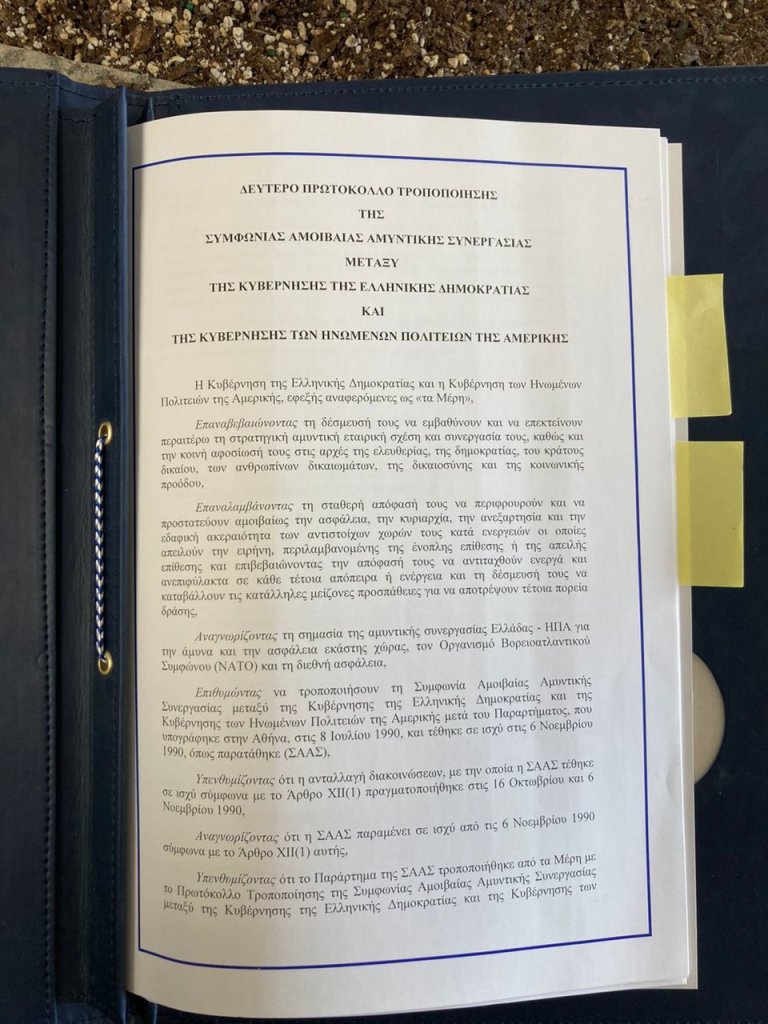 ΔΕΥΤΕΡΟ ΠΡΩΤΟΚΟΛΛΟ ΤΡΟΠΟΠΟΙΗΣΗΣ
ΤΗΣ
ΣΥΜΦΩΝΙΑΣ ΑΜΟΙΒΑΙΑΣ ΑΜΥΝΤΙΚΗΣ ΣΥΝΕΡΓΑΣΙΑΣ
ΜΕΤΑΞΥ
ΤΗΣ ΚΥΒΕΡΝΗΣΗΣ ΤΗΣ ΕΛΛΗΝΙΚΗΣ ΔΗΜΟΚΡΑΤΙΑΣ
ΚΑΙ
ΤΗΣ ΚΥΒΕΡΝΗΣΗΣ ΤΩΝ ΗΝΩΜΕΝΩΝ ΠΟΛΙΤΕΙΩΝ ΤΗΣ ΑΜΕΡΙΚΗΣ
Η Κυβέρνηση της Ελληνικής Δημοκρατίας και η Κυβέρνηση των Ηνωμένων
Πολιτειών της Αμερικής, εφεξής αναφερόμενες ως «τα Μέρη»,
Επαναβεβαιώνοντας τη δέσμευσή τους να εμβαθύνουν και να επεκτείνουν
περαιτέρω τη στρατηγική αμυντική εταιρική σχέση και συνεργασία τους, καθώς και
την κοινή αφοσίωσή τους στις αρχές της ελευθερίας, της δημοκρατίας, του κράτους
δικαίου, των ανθρωπίνων δικαιωμάτων, της δικαιοσύνης και της κοινωνικής
προόδου,
Επαναλαμβάνοντας τη σταθερή απόφασή τους να περιφρουρούν και να
προστατεύουν αμοιβαίως την ασφάλεια, την κυριαρχία, την ανεξαρτησία και την
εδαφική ακεραιότητα των αντιστοίχων χωρών τους κατά ενεργειών οι οποίες
απειλούν την ειρήνη, περιλαμβανομένης της ένοπλης επίθεσης ή της απειλής
επίθεσης και επιβεβαιώνοντας την απόφασή τους να αντιταχθούν ενεργά και
ανεπιφύλακτα σε κάθε τέτοια απόπειρα ή ενέργεια και τη δέσμευσή τους να
καταβάλλουν τις κατάλληλες μείζονες προσπάθειες για να αποτρέψουν τέτοια πορεία
δράσης,
Αναγνωρίζοντας τη σημασία της αμυντικής συνεργασίας Ελλάδας - ΗΠΑ για
την άμυνα και την ασφάλεια εκάστης χώρας, τον Οργανισμό Βορειοατλαντικού
Συμφώνου (ΝΑΤΟ) και τη διεθνή ασφάλεια,
Επιθυμώντας να τροποποιήσουν τη Συμφωνία Αμοιβαίας Αμυντικής
Συνεργασίας μεταξύ της Κυβέρνησης της Ελληνικής Δημοκρατίας και της
Κυβέρνησης των Ηνωμένων Πολιτειών της Αμερικής μετά του Παραρτήματος, που
υπογράφηκε στην Αθήνα, στις 8 Ιουλίου 1990, και τέθηκε σε ισχύ στις 6 Νοεμβρίου
1990, όπως παρατάθηκε (ΣΑΑΣ),
Υπενθυμίζοντας ότι η ανταλλαγή διακοινώσεων, με την οποία η ΣΑΑΣ τέθηκε
σε ισχύ σύμφωνα με το Άρθρο ΧΙΙ(1) πραγματοποιήθηκε στις 16 Οκτωβρίου και 6
Νοεμβρίου 1990,
Αναγνωρίζοντας ότι η ΣΑΑΣ παραμένει σε ισχύ από τις 6 Νοεμβρίου 1990
σύμφωνα με το Άρθρο ΧΙΙ(1) αυτής,
Υπενθυμίζοντας ότι το Παράρτημα της ΣΑΑΣ τροποποιήθηκε από τα Μέρη με
το Πρωτόκολλο Τροποποίησης της Συμφωνίας Αμοιβαίας Αμυντικής Συνεργασίας
μεταξύ της Κυβέρνησης της Ελληνικής Δημοκρατίας και της Κυβέρνησης των